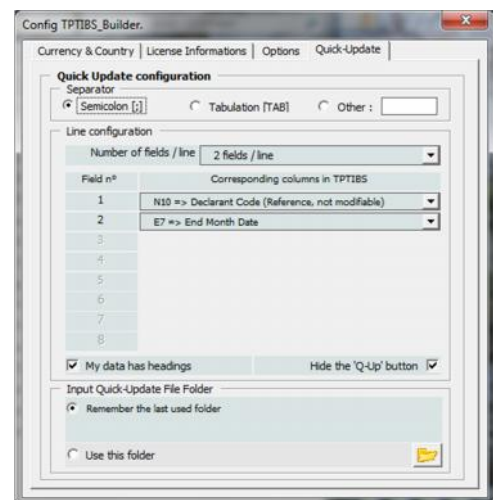 Config TPTIBS_Builder.
Currency & Country License Informations Options Quick-Update
Quick Update configuration
Separator
Semicolon [;] Tabulation [TAB] Other :
Line configuration
Number of fields / line 2 fields / line
Field n° Corresponding columns in TPTIBS
1 N10 => Declarant Code (Reference, not modifiable)
2 E7 => End Month Date
3
4
5
6
7
8
My data has headings Hide the 'Q-Up' button
Input Quick-Update File Folder
Remember the last used folder
Use this folder